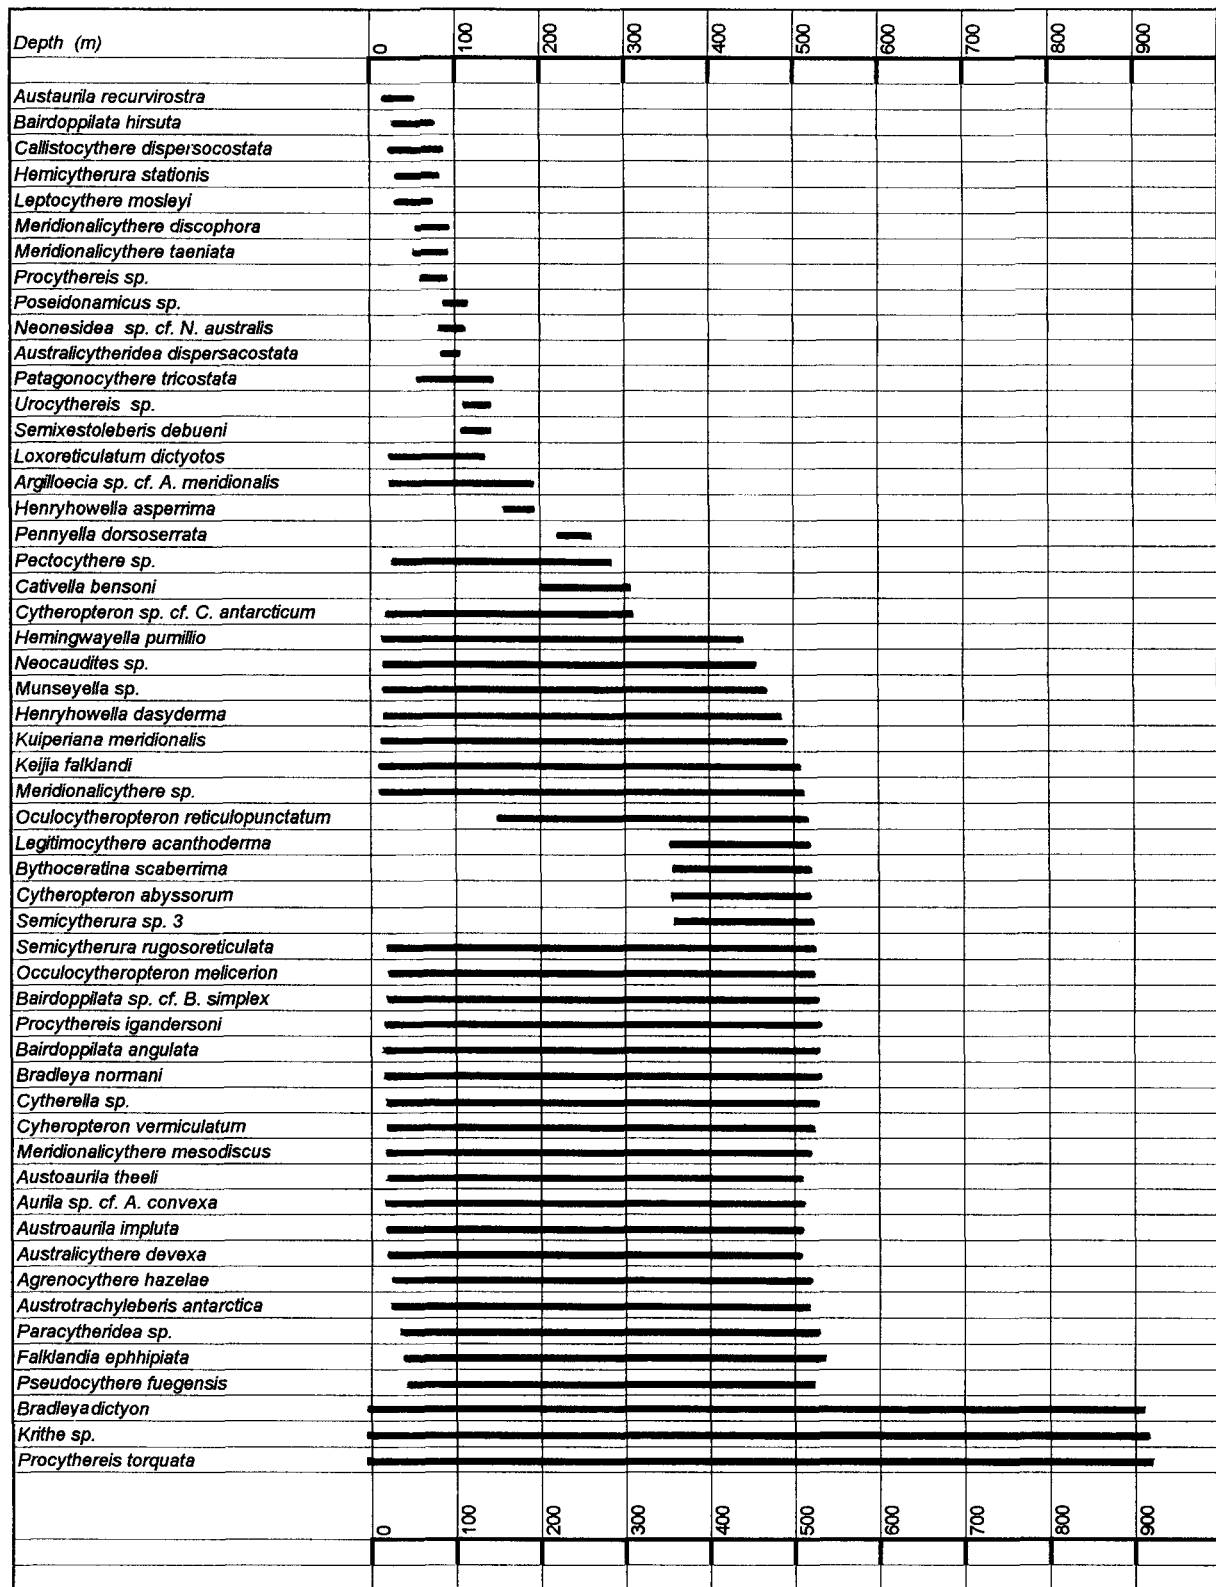 Depth (m) 0 100 200 300 400 500 600 700 800 900
Austaurila recurvirostra
Bairdoppilata hirsuta
Callistocythere dispersocostata
Hemicytherura stationis
Leptocythere mosleyi
Meridionalicythere discophora
Meridionalicythere taeniata
Procythereis sp.
Poseidonamicus sp.
Neonesidea sp. cf. N. australis
Australicytheridea dispersacostata
Patagonocythere tricostata
Urocythereis sp.
Semixestoleberis debueni
Loxoreticulatum dictyotos
Argilloecia sp. cf. A. meridionalis
Henryhowella asperrima
Pennyella dorsoserrata
Pectocythere sp.
Cativella bensoni
Cytheropteron sp. cf. C. antarcticum
Hemingwayella pumillio
Neocaudites sp.
Munseyella sp.
Henryhowella dasyderma
Kuiperiana meridionalis
Keijia falklandi
Meridionalicythere sp.
Oculocytheropteron reticulopunctatum
Legitimocythere acanthoderma
Bythoceratina scaberrima
Cytheropteron abyssorum
Semicytherura sp. 3
Semicytherura rugosoreticulata
Occulocytheropteron melicerion
Bairdoppilata sp. cf. B. simplex
Procythereis igandersoni
Bairdoppilata angulata
Bradleya normani
Cytherella sp.
Cyheropteron vermiculatum
Meridionalicythere mesodiscus
Austoaurila theeli
Aurila sp. cf. A. convexa
Austroaurila impluta
Australicythere devexa
Agrenocythere hazelae
Austrotrachyleberis antarctica
Paracytheridea sp.
Falklandia ephhipiata
Pseudocythere fuegensis
Bradleya dictyon
Krithe sp.
Procythereis torquata
0 100 200 300 400 500 600 700 800 900